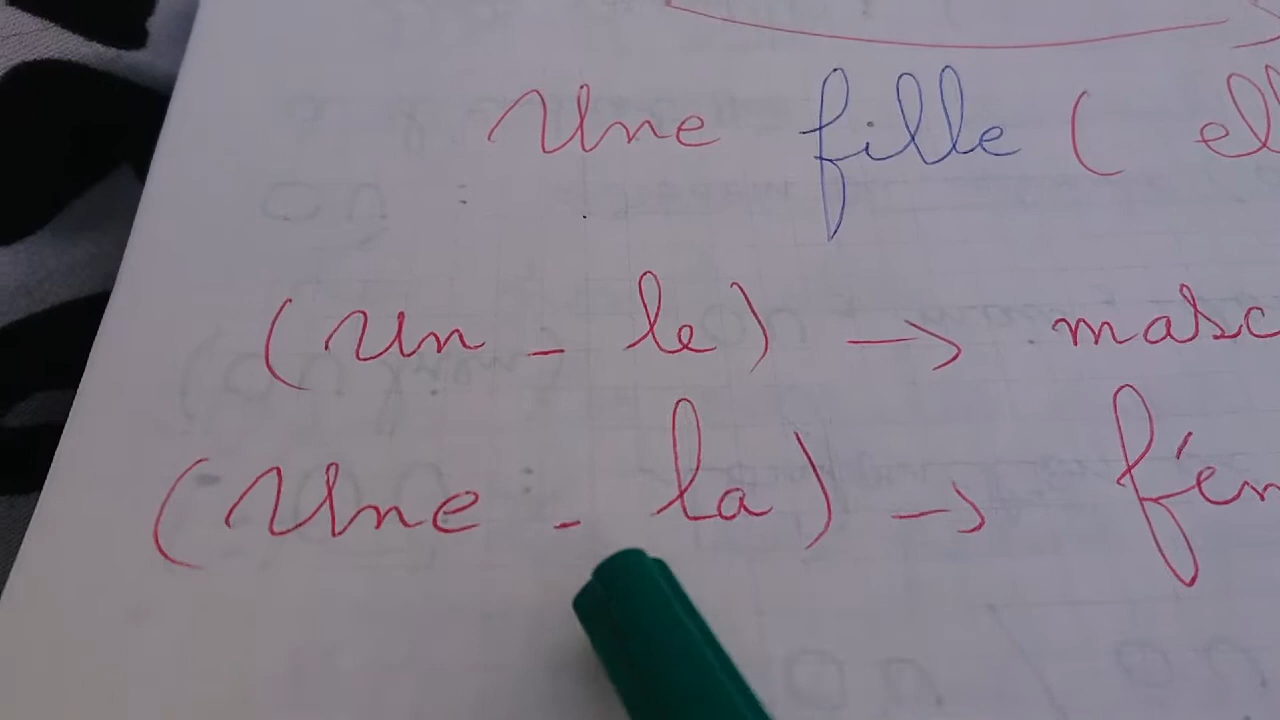 Une fille ( el
(Un - le) → masc
(Une - la) → fém